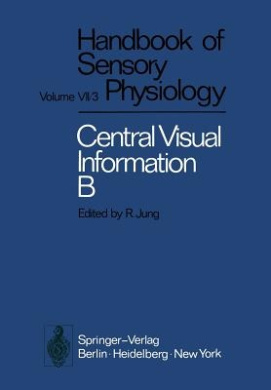 Handbook of
Sensory
Volume VII/3 Physiology
Central Visual
Information
B
Edited by R. Jung
Springer-Verlag
Berlin · Heidelberg · New York